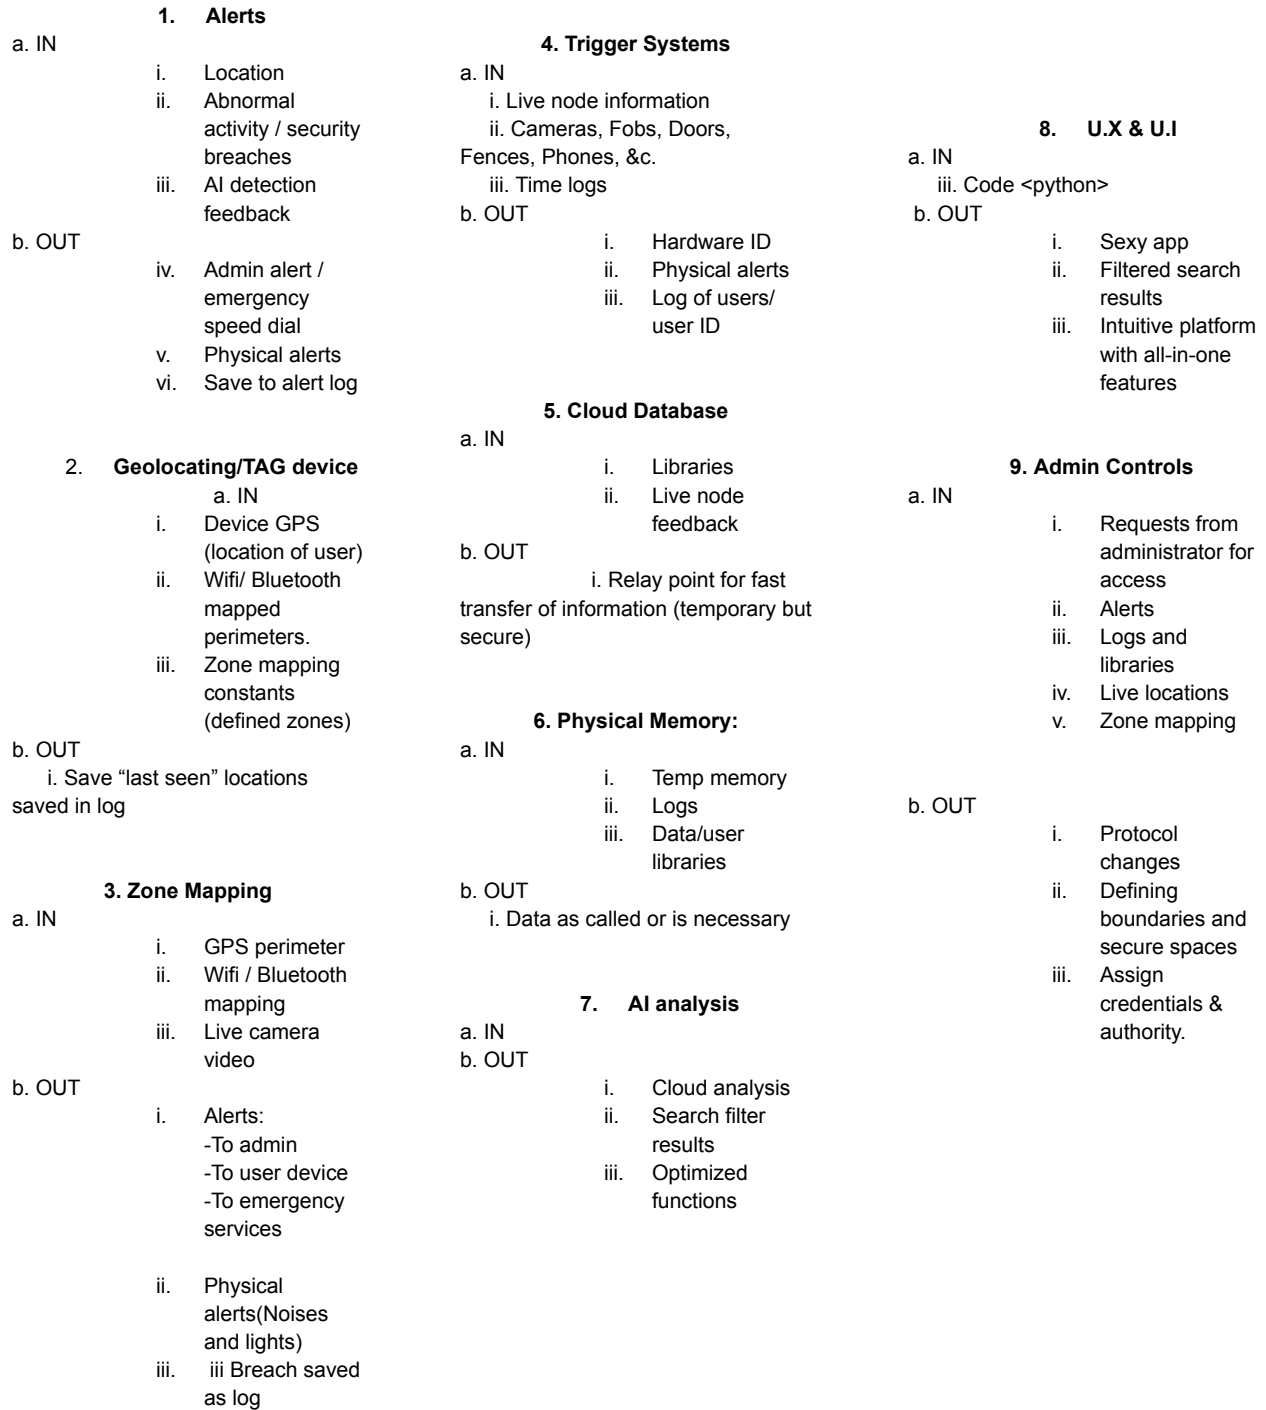 1. Alerts
a. IN
i. Location
ii. Abnormal
activity / security
breaches
iii. AI detection
feedback
b. OUT
iv. Admin alert /
emergency
speed dial
v. Physical alerts
vi. Save to alert log
2. Geolocating/TAG device
a. IN
i. Device GPS
(location of user)
ii. Wifi/ Bluetooth
mapped
perimeters.
iii. Zone mapping
constants
(defined zones)
b. OUT
i. Save “last seen” locations
saved in log
3. Zone Mapping
a. IN
i. GPS perimeter
ii. Wifi / Bluetooth
mapping
iii. Live camera
video
b. OUT
i. Alerts:
-To admin
-To user device
-To emergency
services
ii. Physical
alerts(Noises
and lights)
iii. iii Breach saved
as log
4. Trigger Systems
a. IN
i. Live node information
ii. Cameras, Fobs, Doors,
Fences, Phones, &c.
iii. Time logs
b. OUT
i. Hardware ID
ii. Physical alerts
iii. Log of users/
user ID
5. Cloud Database
a. IN
i. Libraries
ii. Live node
feedback
b. OUT
i. Relay point for fast
transfer of information (temporary but
secure)
6. Physical Memory:
a. IN
i. Temp memory
ii. Logs
iii. Data/user
libraries
b. OUT
i. Data as called or is necessary
7. AI analysis
a. IN
b. OUT
i. Cloud analysis
ii. Search filter
results
iii. Optimized
functions
8. U.X & U.I
a. IN
iii. Code <python>
b. OUT
i. Sexy app
ii. Filtered search
results
iii. Intuitive platform
with all-in-one
features
9. Admin Controls
a. IN
i. Requests from
administrator for
access
ii. Alerts
iii. Logs and
libraries
iv. Live locations
v. Zone mapping
b. OUT
i. Protocol
changes
ii. Defining
boundaries and
secure spaces
iii. Assign
credentials &
authority.